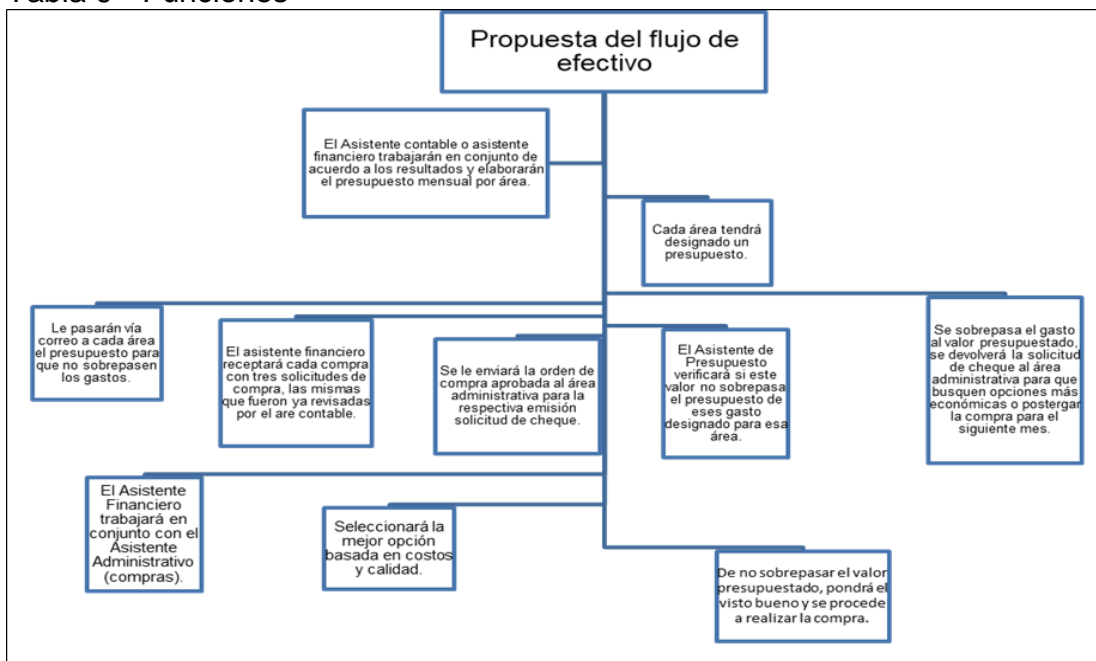 Propuesta del flujo de
efectivo
El Asistente contable o asistente
financiero trabajarán en conjunto de
acuerdo a los resultados y elaborarán
el presupuesto mensual por área.
Cada área tendrá
designado un
presupuesto.
Le pasarán vía
correo a cada área
el presupuesto para
que no sobrepasen
los gastos.
El asistente financiero
receptará cada compra
con tres solicitudes de
compra, las mismas
que fueron ya revisadas
por el are contable.
Se le enviará la orden de
compra aprobada al área
administrativa para la
respectiva emisión
solicitud de cheque.
El Asistente de
Presupuesto
verificará si este
valor no sobrepasa
el presupuesto de
eses gasto
designado para esa
área.
Se sobrepasa el gasto
al valor presupuestado,
se devolverá la solicitud
de cheque al área
administrativa para que
busquen opciones más
económicas o postergar
la compra para el
siguiente mes.
El Asistente
Financiero
trabajará en
conjunto con el
Asistente
Administrativo
(compras).
Seleccionará la
mejor opción
basada en costos
y calidad.
De no sobrepasar el valor
presupuestado, pondrá el
visto bueno y se procede
a realizar la compra.